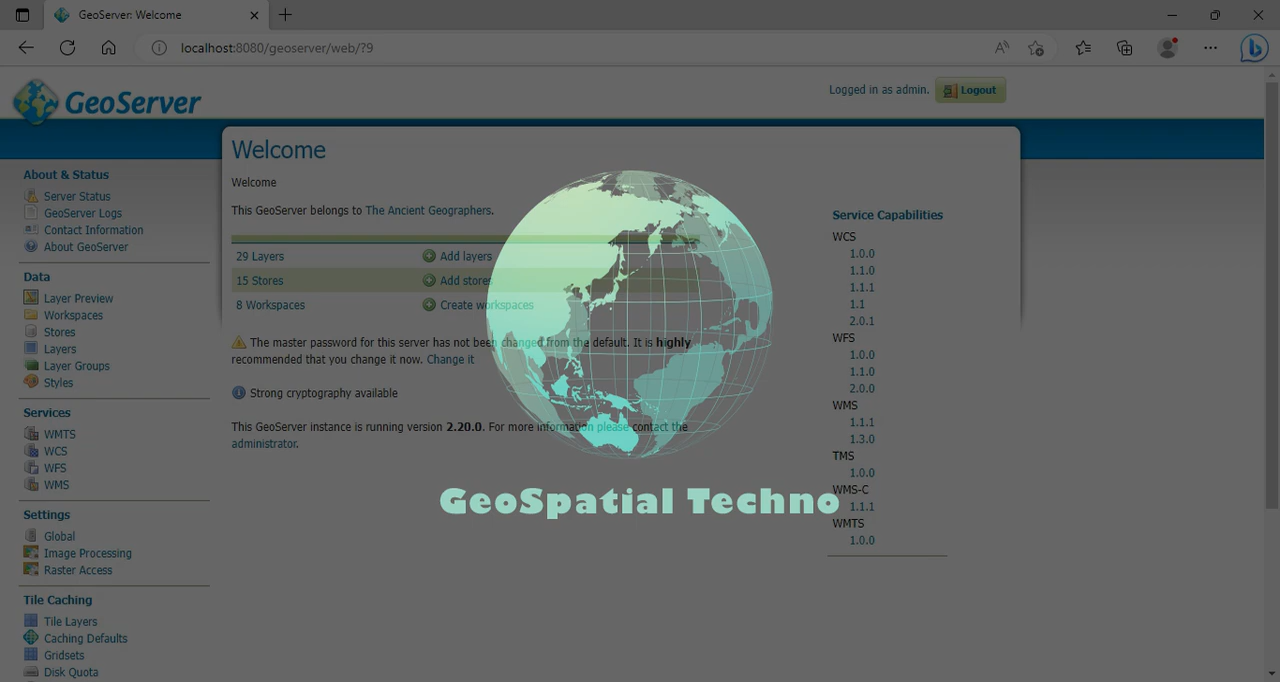 GeoServer: Welcome
localhost:8080/geoserver/web/?9
GeoServer
Logged in as admin.
Logout
About & Status
Server Status
GeoServer Logs
Contact Information
About GeoServer
Data
Layer Preview
Workspaces
Stores
Layers
Layer Groups
Styles
Services
WMTS
WCS
WFS
WMS
Settings
Global
Image Processing
Raster Access
Tile Caching
Tile Layers
Caching Defaults
Gridsets
Disk Quota
Welcome
Welcome
This GeoServer belongs to The Ancient Geographers.
29 Layers Add layers
15 Stores Add stores
8 Workspaces Create workspaces
The master password for this server has not been changed from the default. It is highly
recommended that you change it now. Change it
Strong cryptography available
This GeoServer instance is running version 2.20.0. For more information please contact the
administrator.
GeoSpatial Techno
Service Capabilities
WCS
1.0.0
1.1.0
1.1.1
1.1
2.0.1
WFS
1.0.0
1.1.0
2.0.0
WMS
1.1.1
1.3.0
TMS
1.0.0
WMS-C
1.1.1
WMTS
1.0.0